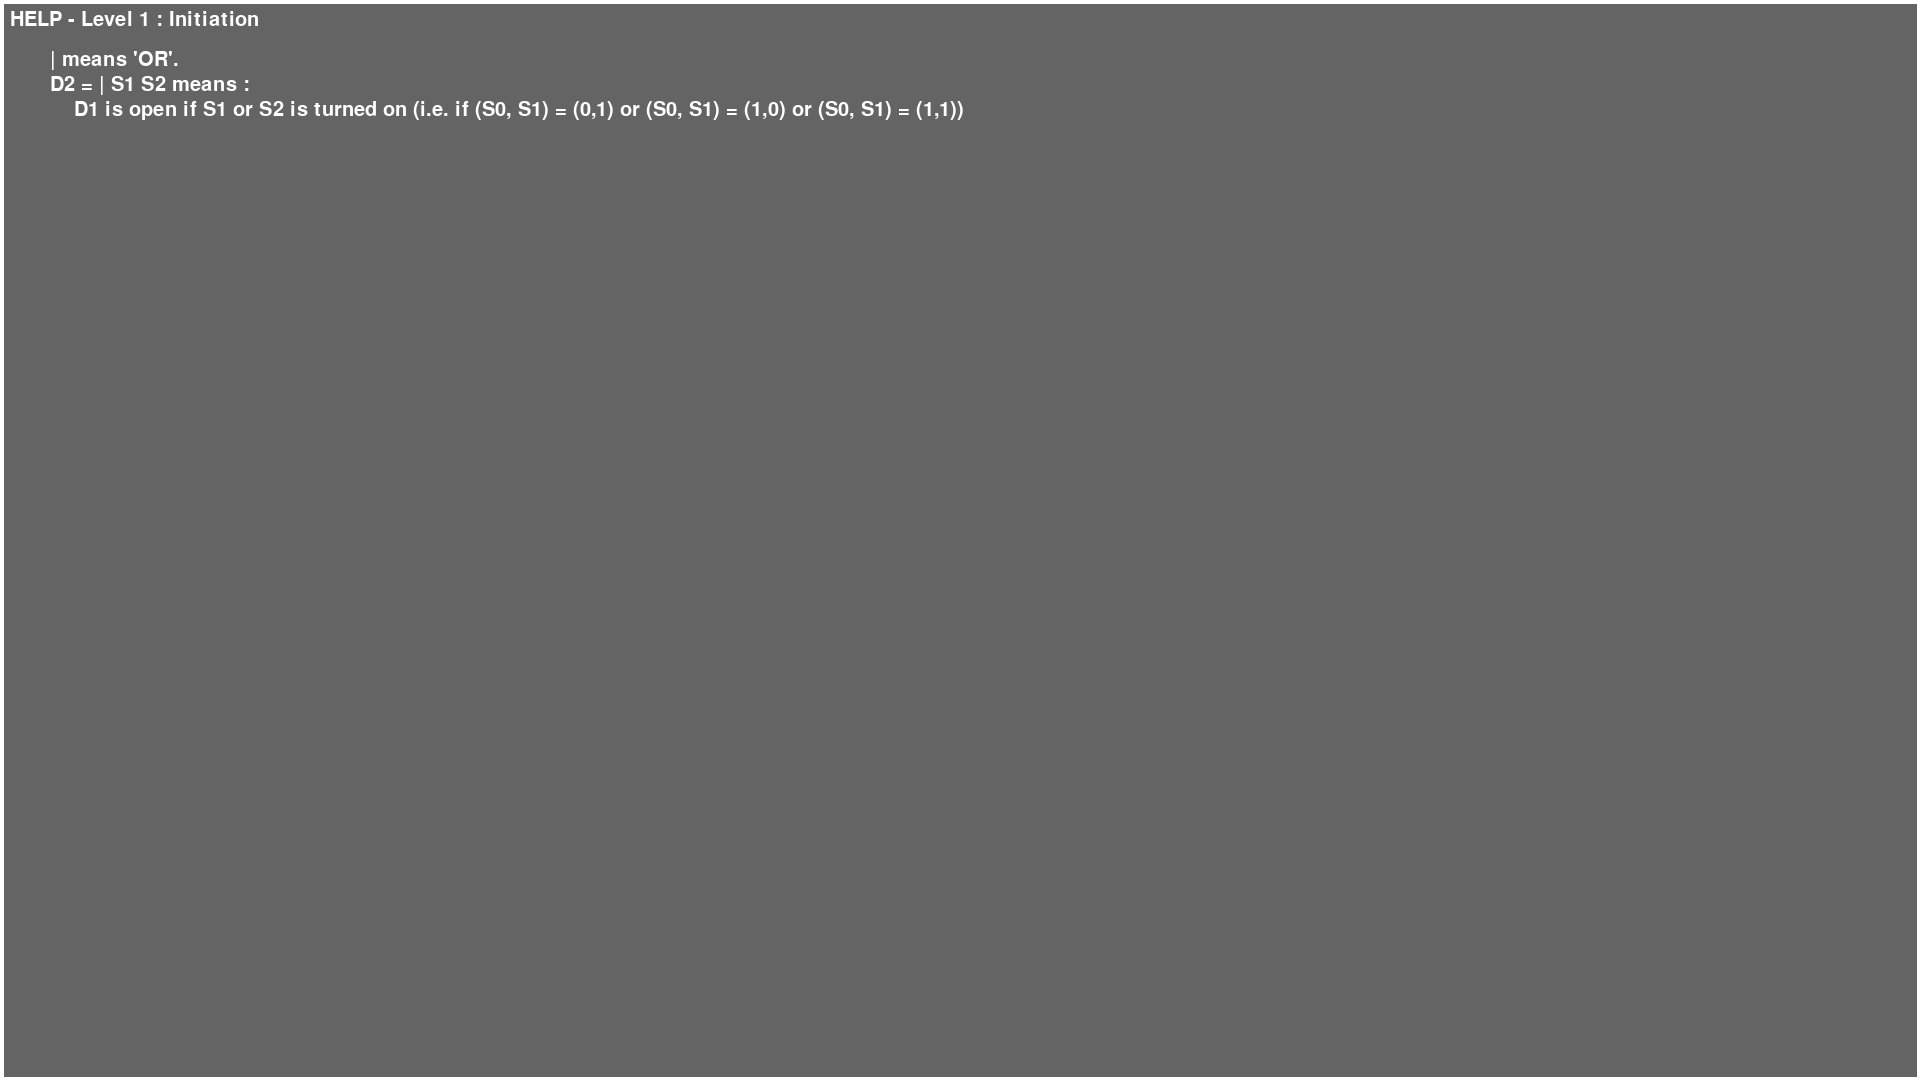 HELP - Level 1 : Initiation
| means 'OR'.
D2 = | S1 S2 means :
D1 is open if S1 or S2 is turned on (i.e. if (S0, S1) = (0,1) or (S0, S1) = (1,0) or (S0, S1) = (1,1))